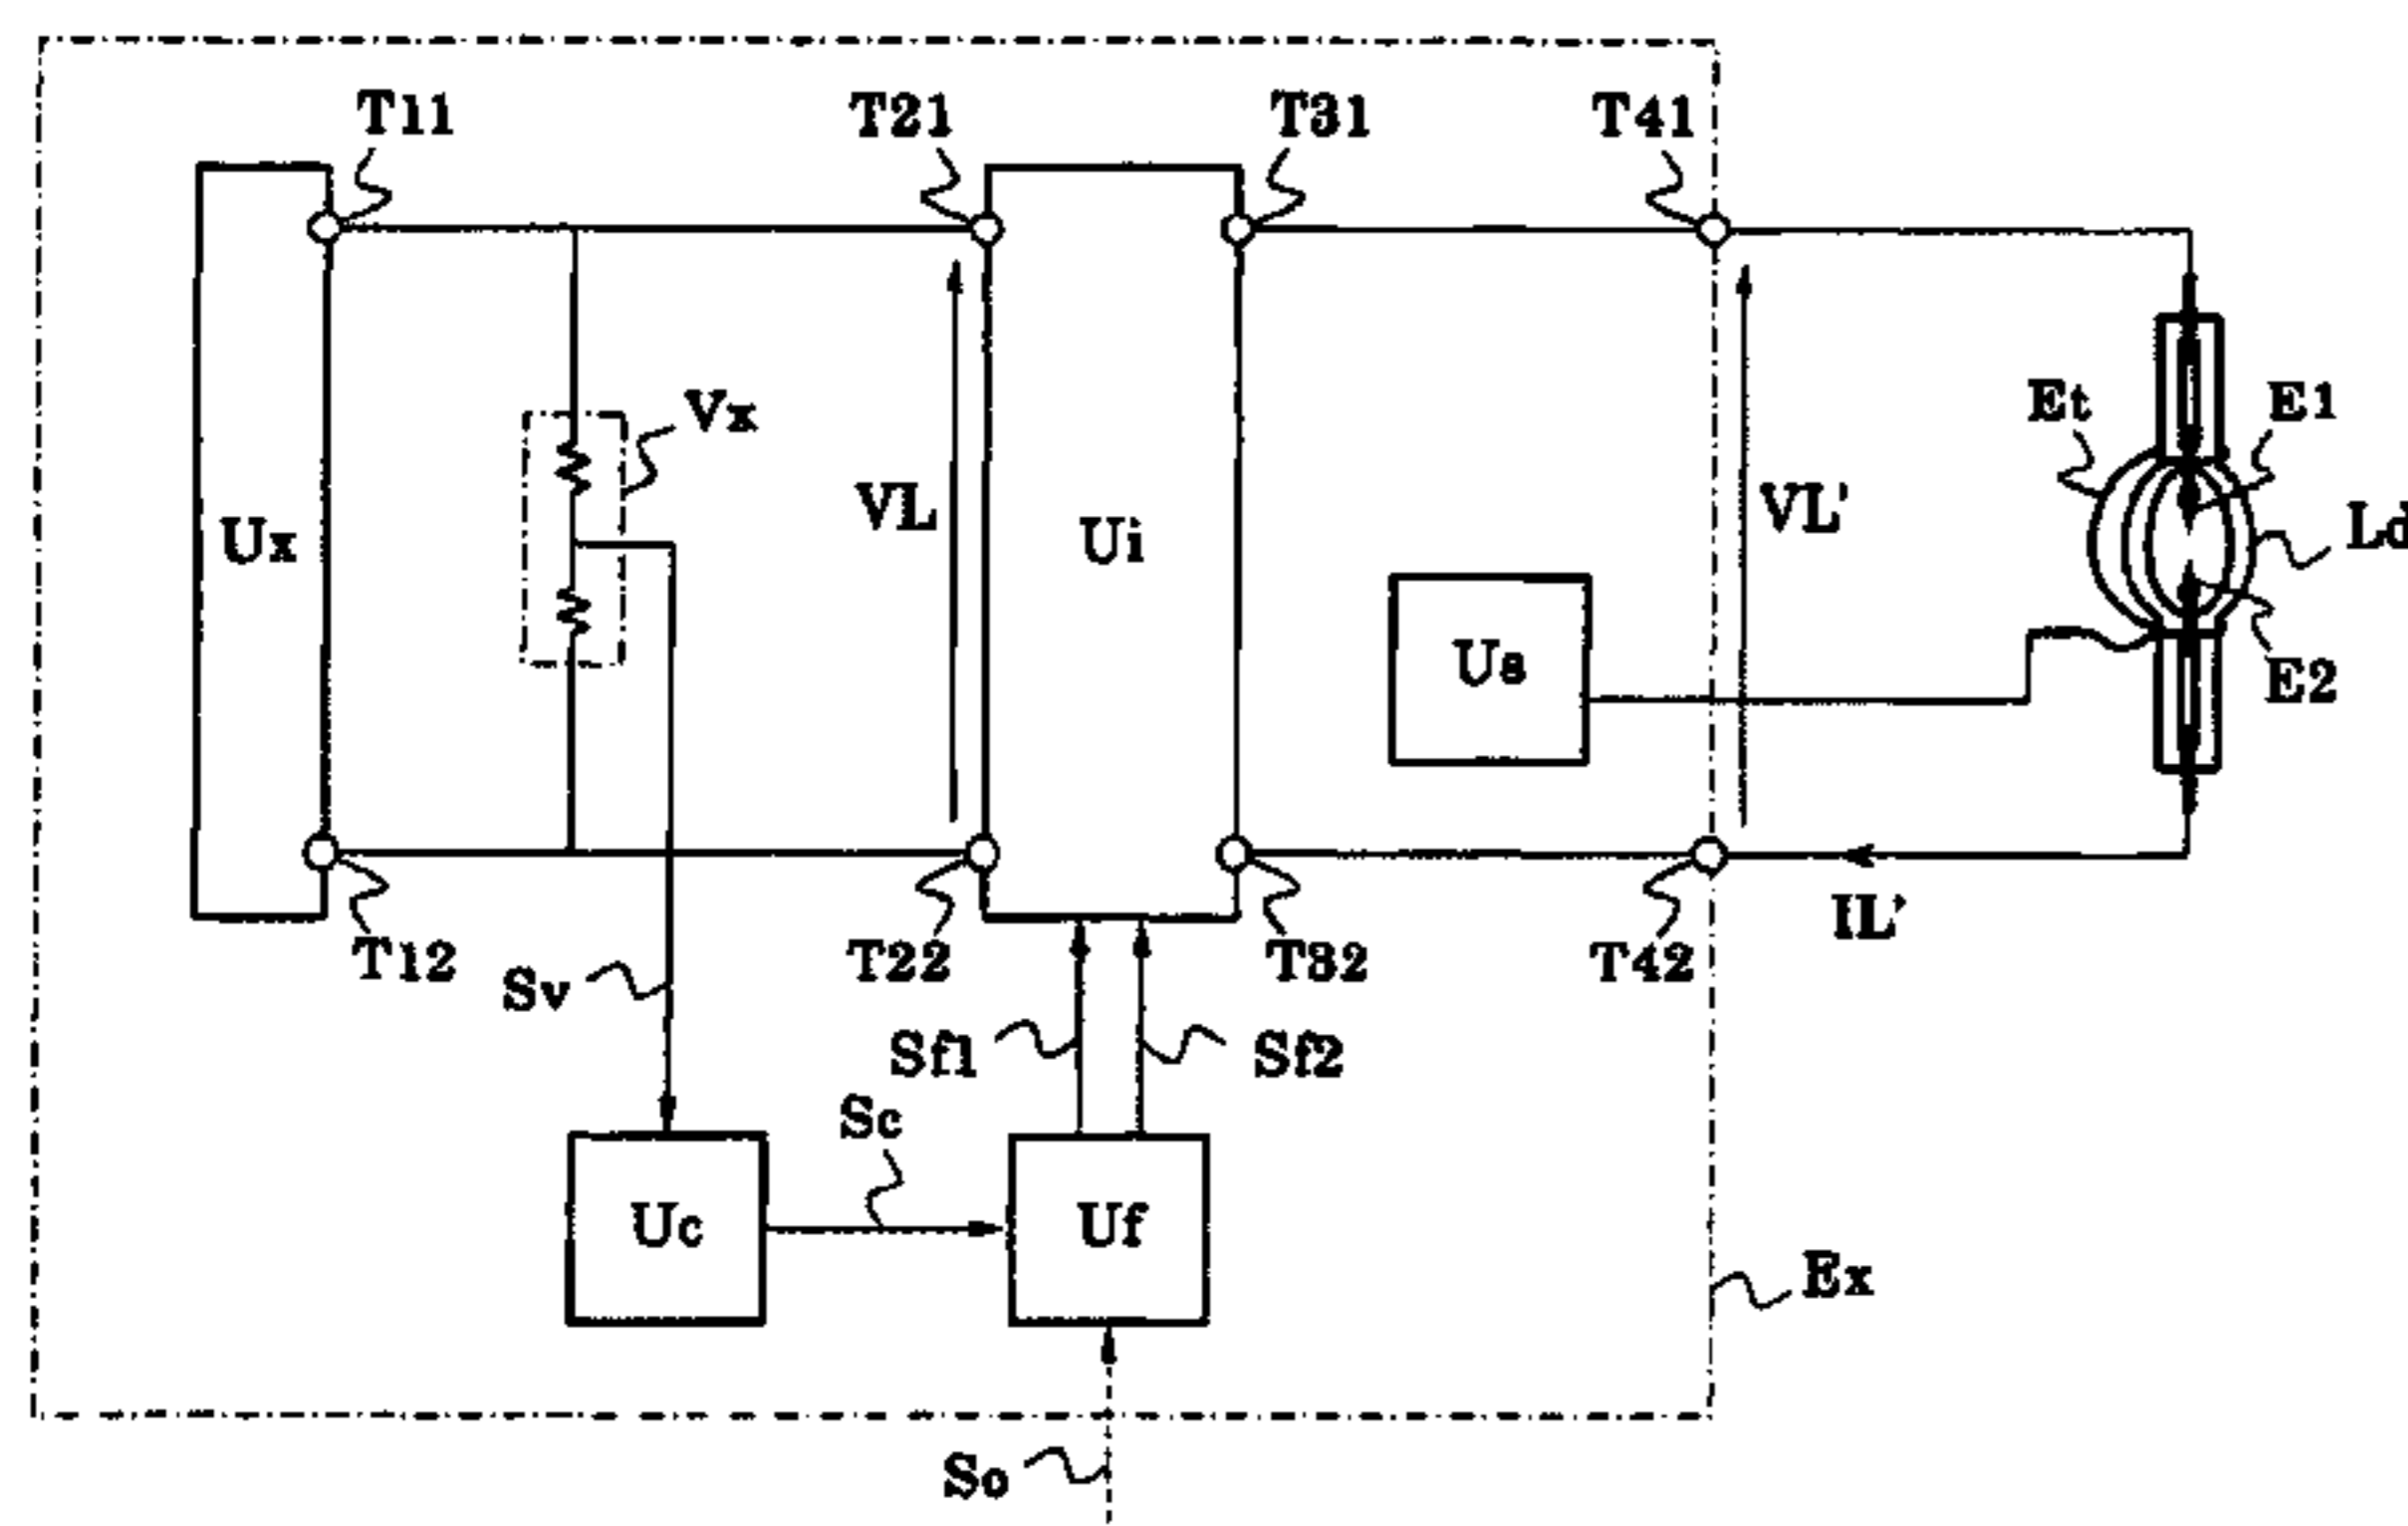 T11
T21
T31
T41
Vx
Et
E1
VL
VL'
Ux
Ui
Ld
Us
E2
IL'
T12
T22
T32
T42
Sv
Sf1
Sf2
Sc
Uc
Uf
Ex
So